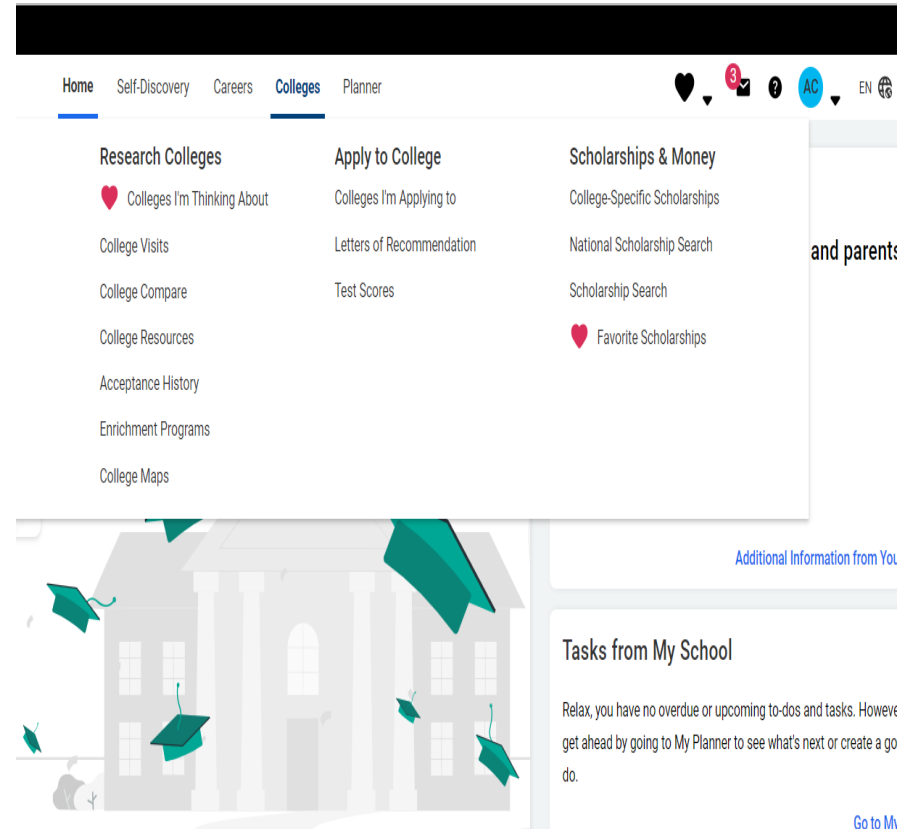 Home Self-Discovery Careers Colleges Planner 3 ? AC EN
Research Colleges
Colleges I'm Thinking About
College Visits
College Compare
College Resources
Acceptance History
Enrichment Programs
College Maps
Apply to College
Colleges I'm Applying to
Letters of Recommendation
Test Scores
Scholarships & Money
College-Specific Scholarships
National Scholarship Search
Scholarship Search
Favorite Scholarships
and parents
Additional Information from You
Tasks from My School
Relax, you have no overdue or upcoming to-dos and tasks. Howeve
get ahead by going to My Planner to see what's next or create a go
do.
Go to My